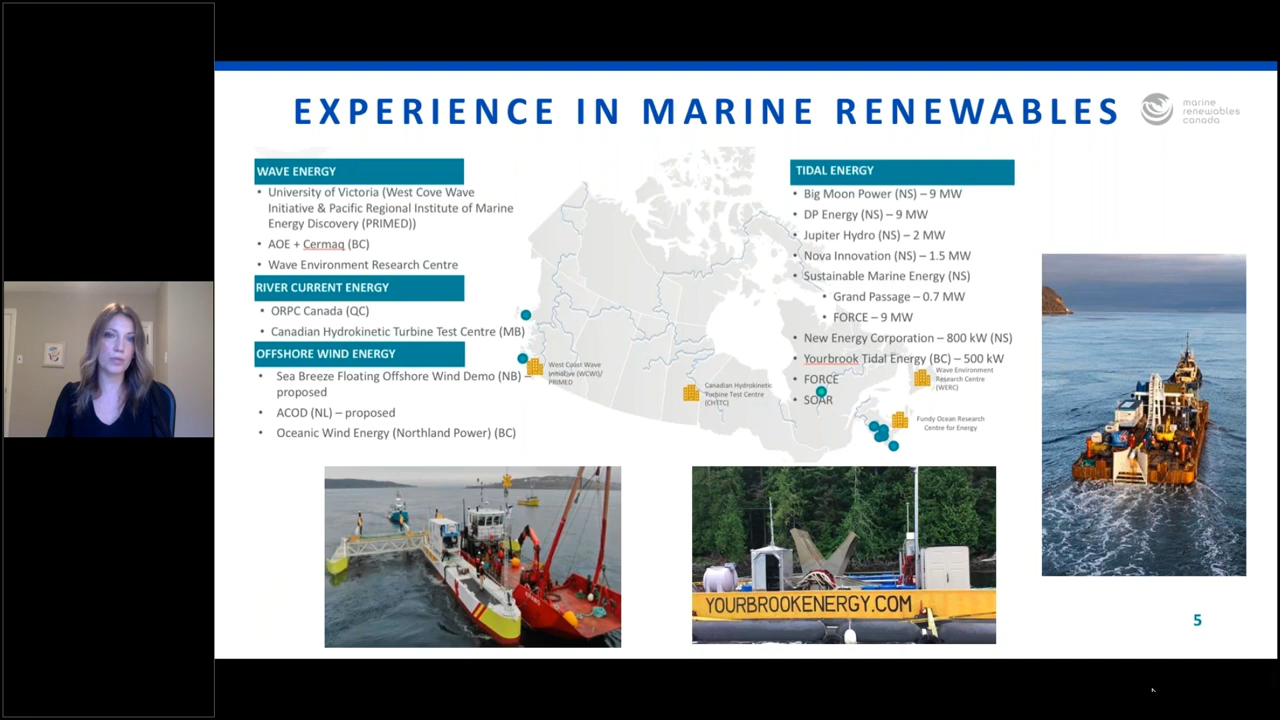 EXPERIENCE IN MARINE RENEWABLES
marine
renewables
canada
WAVE ENERGY
• University of Victoria (West Cove Wave
Initiative & Pacific Regional Institute of Marine
Energy Discovery (PRIMED))
• AOE + Cermaq (BC)
• Wave Environment Research Centre
RIVER CURRENT ENERGY
• ORPC Canada (QC)
• Canadian Hydrokinetic Turbine Test Centre (MB)
OFFSHORE WIND ENERGY
• Sea Breeze Floating Offshore Wind Demo (NB) –
proposed
• ACOD (NL) – proposed
• Oceanic Wind Energy (Northland Power) (BC)
West Coast Wave
Initiative (WCWI)/
PRIMED
Canadian Hydrokinetic
Turbine Test Centre
(CHTTC)
TIDAL ENERGY
• Big Moon Power (NS) – 9 MW
• DP Energy (NS) – 9 MW
• Jupiter Hydro (NS) – 2 MW
• Nova Innovation (NS) – 1.5 MW
• Sustainable Marine Energy (NS)
• Grand Passage – 0.7 MW
• FORCE – 9 MW
• New Energy Corporation – 800 kW (NS)
• Yourbrook Tidal Energy (BC) – 500 kW
• FORCE
• SOAR
Wave Environment
Research Centre
(WERC)
Fundy Ocean Research
Centre for Energy
YOURBROOKENERGY.COM
5